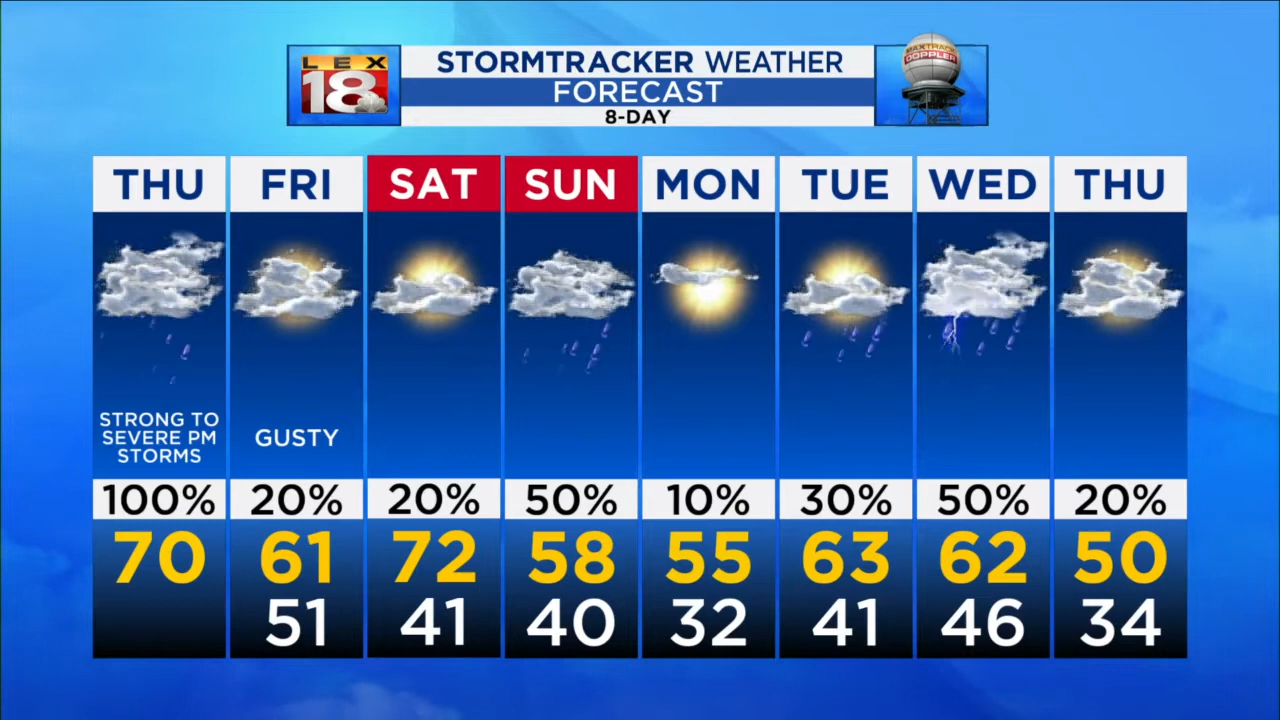 LEX
18
STORMTRACKER WEATHER
FORECAST
8-DAY
MAXTRACK
DOPPLER
THU FRI SAT SUN MON TUE WED THU
STRONG TO
SEVERE PM
STORMS
GUSTY
100% 20% 20% 50% 10% 30% 50% 20%
70 61 72 58 55 63 62 50
51 41 40 32 41 46 34